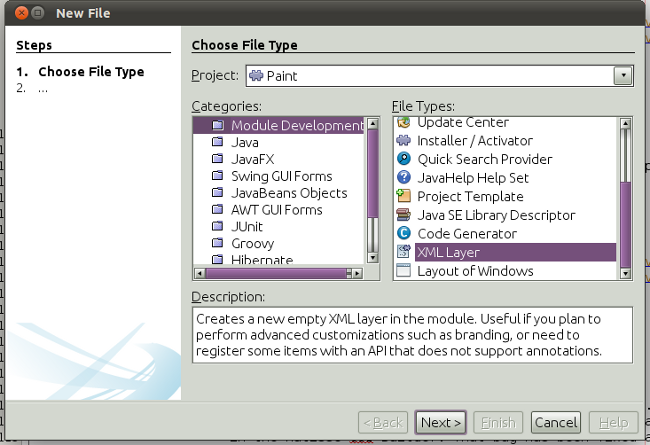 New File
Steps
1. Choose File Type
2. ...
Choose File Type
Project: Paint
Categories:
Module Development
Java
JavaFX
Swing GUI Forms
JavaBeans Objects
AWT GUI Forms
JUnit
Groovy
Hibernate
File Types:
Update Center
Installer / Activator
Quick Search Provider
JavaHelp Help Set
Project Template
Java SE Library Descriptor
Code Generator
XML Layer
Layout of Windows
Description:
Creates a new empty XML layer in the module. Useful if you plan to
perform advanced customizations such as branding, or need to
register some items with an API that does not support annotations.
< Back Next > Finish Cancel Help